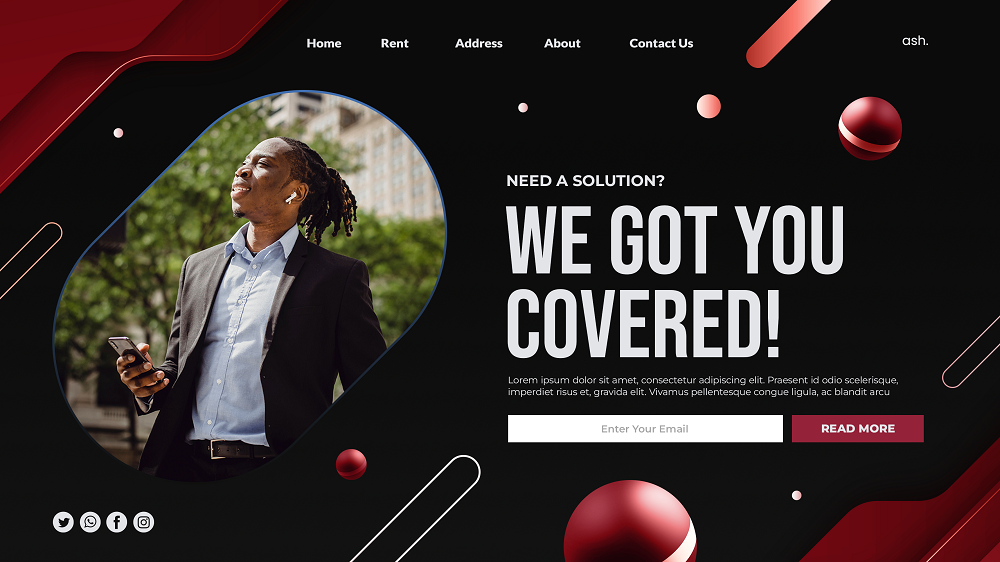 Home Rent Address About Contact Us ash.
NEED A SOLUTION?
WE GOT YOU
COVERED!
Lorem ipsum dolor sit amet, consectetur adipiscing elit. Praesent id odio scelerisque,
imperdiet risus et, gravida elit. Vivamus pellentesque congue ligula, ac blandit arcu
Enter Your Email READ MORE